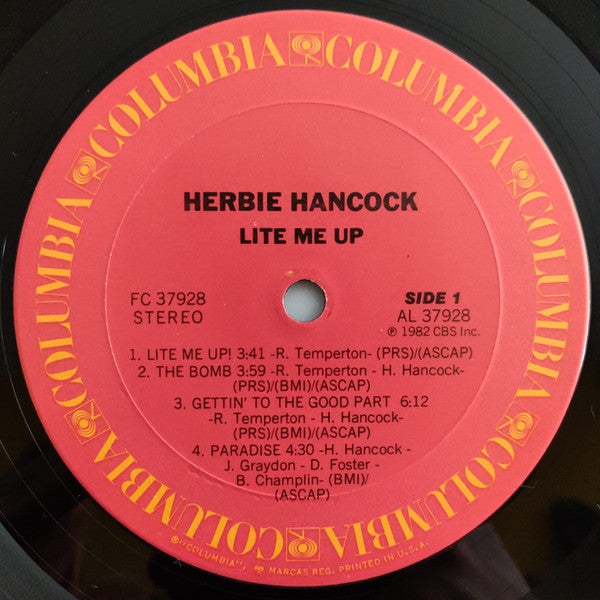 COLUMBIA COLUMBIA COLUMBIA COLUMBIA COLUMBIA COLUMBIA
HERBIE HANCOCK
LITE ME UP
FC 37928
STEREO
SIDE 1
AL 37928
℗ 1982 CBS Inc.
1. LITE ME UP! 3:41 -R. Temperton- (PRS)/(ASCAP)
2. THE BOMB 3:59 -R. Temperton - H. Hancock-
(PRS)/(BMI)/(ASCAP)
3. GETTIN' TO THE GOOD PART 6:12
-R. Temperton - H. Hancock-
(PRS)/(BMI)/(ASCAP)
4. PARADISE 4:30 -H. Hancock -
J. Graydon - D. Foster -
B. Champlin- (BMI)/
(ASCAP)
®"COLUMBIA", MARCAS REG. PRINTED IN U.S.A.